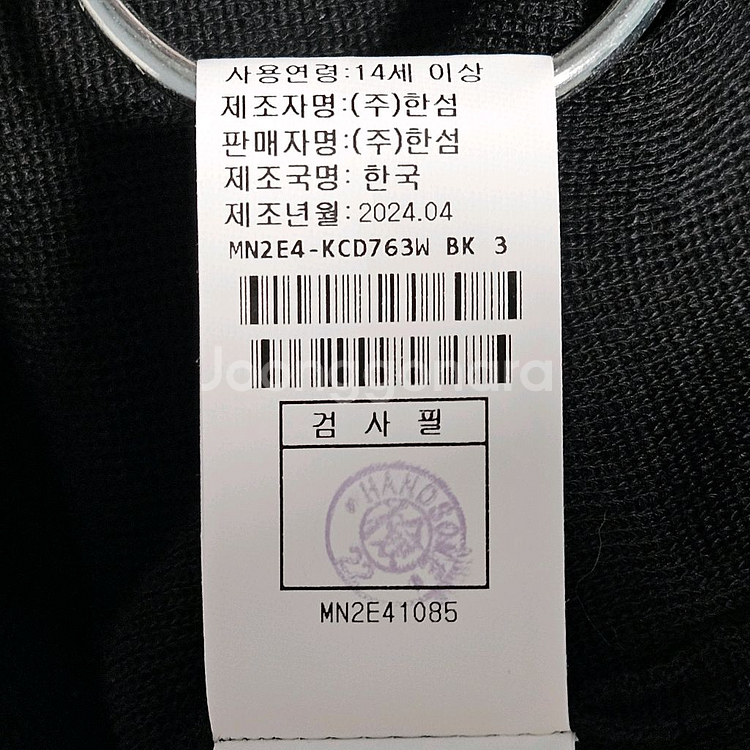 사용연령:14세 이상
제조자명:(주)한섬
판매자명:(주)한섬
제조국명: 한국
제조년월: 2024.04
MN2E4-KCD763W BK 3
Joonggonara
검 사 필
HANDSOME
MN2E41085